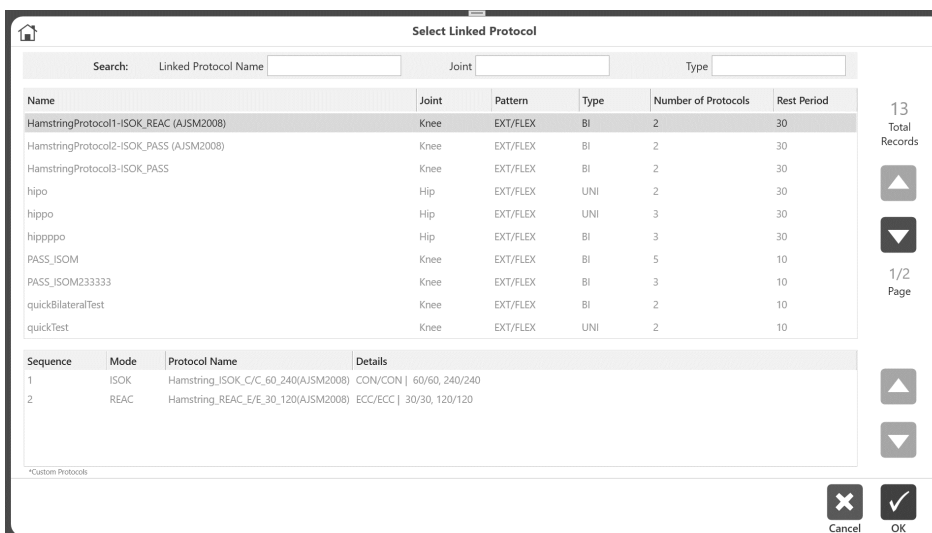 Select Linked Protocol
Search: Linked Protocol Name Joint Type
Name Joint Pattern Type Number of Protocols Rest Period
HamstringProtocol1-ISOK_REAC (AJSM2008) Knee EXT/FLEX BI 2 30
HamstringProtocol2-ISOK_PASS (AJSM2008) Knee EXT/FLEX BI 2 30
HamstringProtocol3-ISOK_PASS Knee EXT/FLEX BI 2 30
hipo Hip EXT/FLEX UNI 2 30
hippo Hip EXT/FLEX UNI 3 30
hippppo Hip EXT/FLEX BI 3 30
PASS_ISOM Knee EXT/FLEX BI 5 10
PASS_ISOM233333 Knee EXT/FLEX BI 3 10
quickBilateralTest Knee EXT/FLEX BI 2 10
quickTest Knee EXT/FLEX UNI 2 10
13
Total
Records
1/2
Page
Sequence Mode Protocol Name Details
1 ISOK Hamstring_ISOK_C/C_60_240(AJSM2008) CON/CON | 60/60, 240/240
2 REAC Hamstring_REAC_E/E_30_120(AJSM2008) ECC/ECC | 30/30, 120/120
*Custom Protocols
Cancel OK